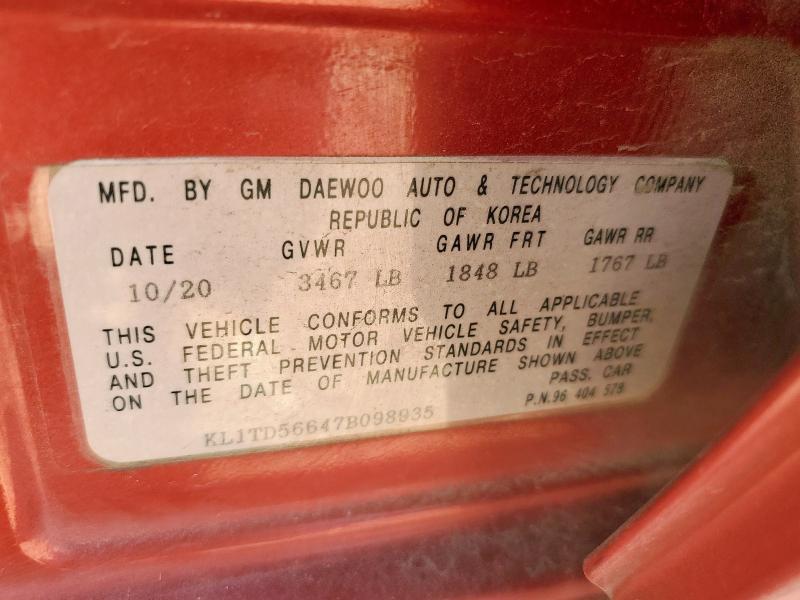 MFD. BY GM DAEWOO AUTO & TECHNOLOGY COMPANY
REPUBLIC OF KOREA
DATE GVWR GAWR FRT GAWR RR
10/20 3467 LB 1848 LB 1767 LB
THIS VEHICLE CONFORMS TO ALL APPLICABLE
U.S. FEDERAL MOTOR VEHICLE SAFETY, BUMPER,
AND THEFT PREVENTION STANDARDS IN EFFECT
ON THE DATE OF MANUFACTURE SHOWN ABOVE
PASS. CAR
KL1TD56647B098935 P.N.96 404 578